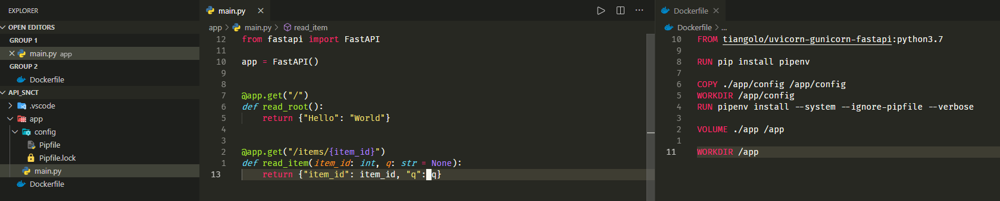 EXPLORER
OPEN EDITORS
GROUP 1
main.py app
GROUP 2
Dockerfile
API_SNCT
.vscode
app
config
Pipfile
Pipfile.lock
main.py
Dockerfile
main.py
app > main.py > read_item
12 from fastapi import FastAPI
11
10 app = FastAPI()
9
8
7 @app.get("/")
6 def read_root():
5 return {"Hello": "World"}
4
3
2 @app.get("/items/{item_id}")
1 def read_item(item_id: int, q: str = None):
13 return {"item_id": item_id, "q": q}
Dockerfile
Dockerfile > ...
10 FROM tiangolo/uvicorn-gunicorn-fastapi:python3.7
9
8 RUN pip install pipenv
7
6 COPY ./app/config /app/config
5 WORKDIR /app/config
4 RUN pipenv install --system --ignore-pipfile --verbose
3
2 VOLUME ./app /app
1
11 WORKDIR /app